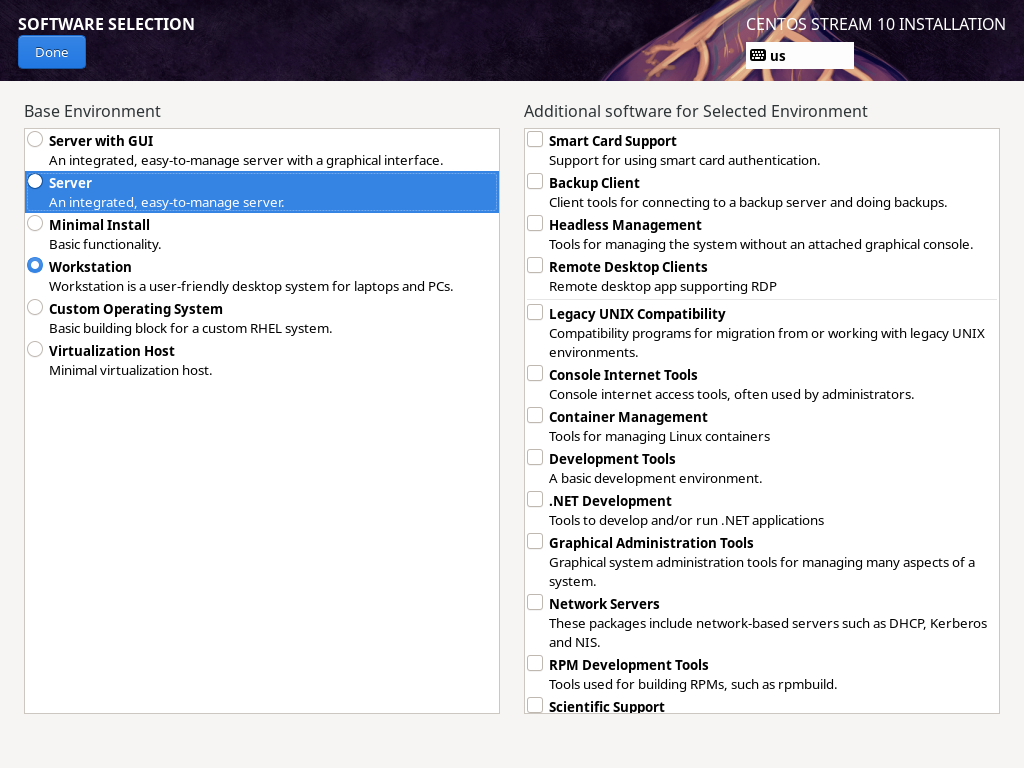 SOFTWARE SELECTION
CENTOS STREAM 10 INSTALLATION
Done
us
Base Environment
Server with GUI
An integrated, easy-to-manage server with a graphical interface.
Server
An integrated, easy-to-manage server.
Minimal Install
Basic functionality.
Workstation
Workstation is a user-friendly desktop system for laptops and PCs.
Custom Operating System
Basic building block for a custom RHEL system.
Virtualization Host
Minimal virtualization host.
Additional software for Selected Environment
Smart Card Support
Support for using smart card authentication.
Backup Client
Client tools for connecting to a backup server and doing backups.
Headless Management
Tools for managing the system without an attached graphical console.
Remote Desktop Clients
Remote desktop app supporting RDP
Legacy UNIX Compatibility
Compatibility programs for migration from or working with legacy UNIX
environments.
Console Internet Tools
Console internet access tools, often used by administrators.
Container Management
Tools for managing Linux containers
Development Tools
A basic development environment.
.NET Development
Tools to develop and/or run .NET applications
Graphical Administration Tools
Graphical system administration tools for managing many aspects of a
system.
Network Servers
These packages include network-based servers such as DHCP, Kerberos
and NIS.
RPM Development Tools
Tools used for building RPMs, such as rpmbuild.
Scientific Support